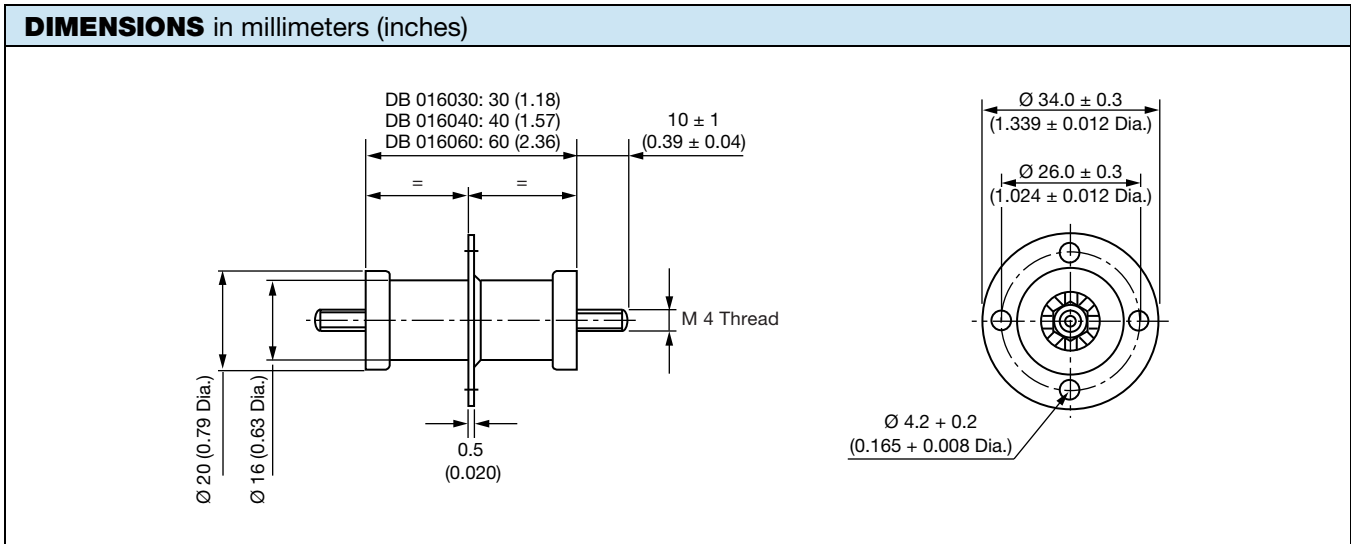 DIMENSIONS in millimeters (inches)
DB 016030: 30 (1.18)
DB 016040: 40 (1.57)
DB 016060: 60 (2.36)
10 ± 1
(0.39 ± 0.04)
=
=
M 4 Thread
Ø 20 (0.79 Dia.)
Ø 16 (0.63 Dia.)
0.5
(0.020)
Ø 34.0 ± 0.3
(1.339 ± 0.012 Dia.)
Ø 26.0 ± 0.3
(1.024 ± 0.012 Dia.)
Ø 4.2 + 0.2
(0.165 + 0.008 Dia.)